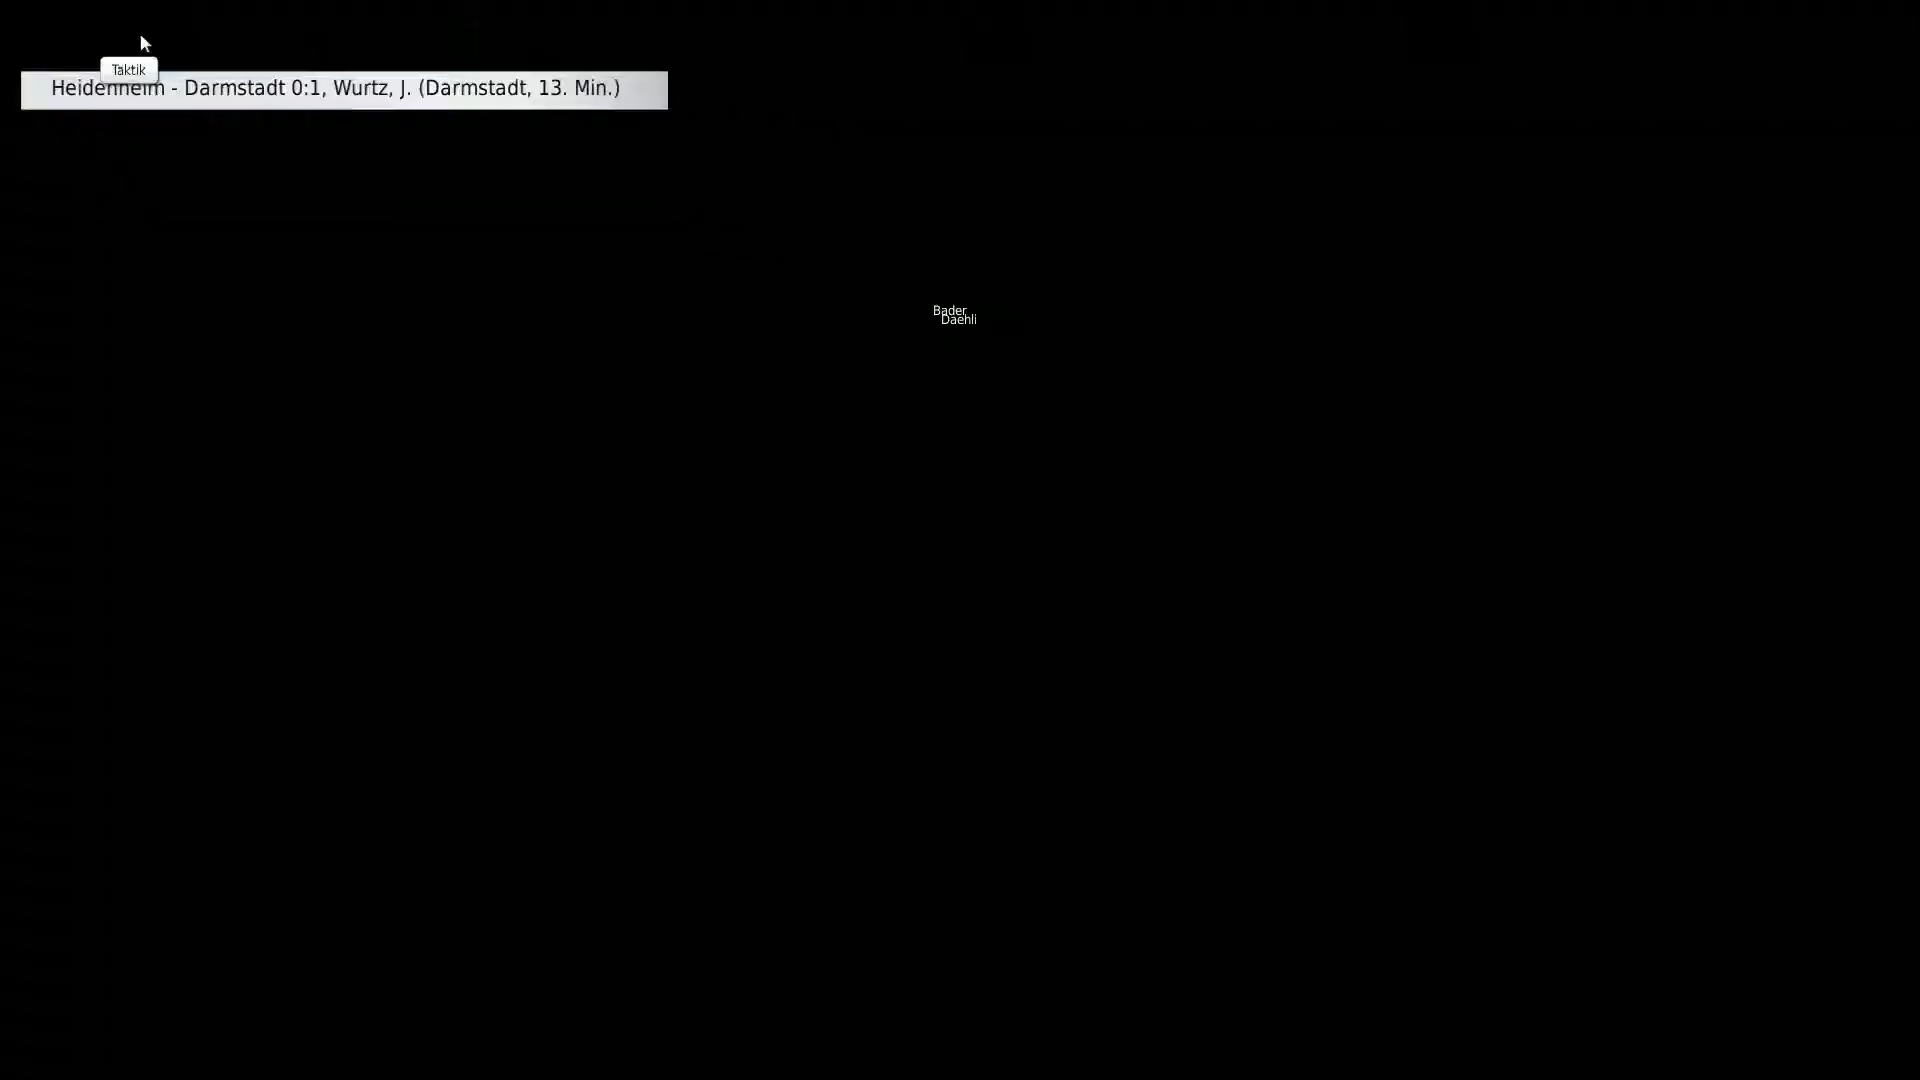 Taktik
Heidenheim - Darmstadt 0:1, Wurtz, J. (Darmstadt, 13. Min.)
Bader
Daehli